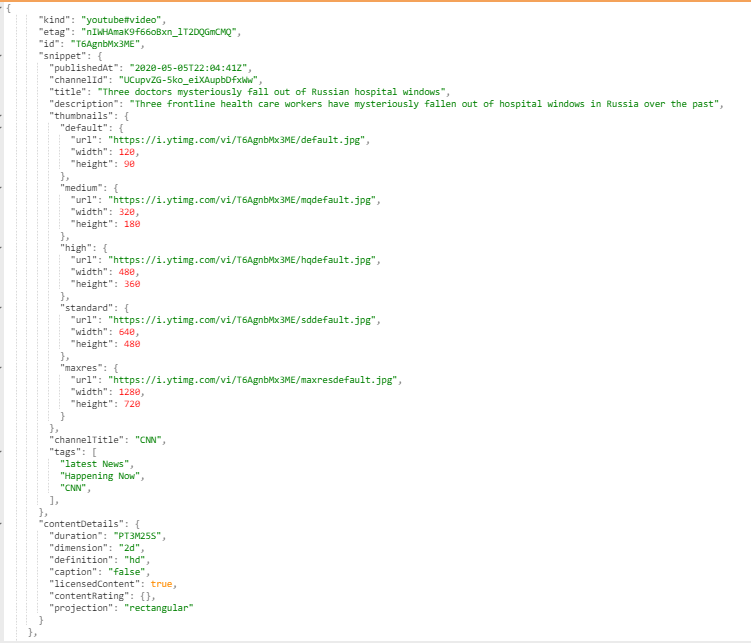 {
"kind": "youtube#video",
"etag": "nIWHAmaK9f66oBxn_lT2DQGmCMQ",
"id": "T6AgnbMx3ME",
"snippet": {
"publishedAt": "2020-05-05T22:04:41Z",
"channelId": "UCupvZG-5ko_eiXAupbDfxWw",
"title": "Three doctors mysteriously fall out of Russian hospital windows",
"description": "Three frontline health care workers have mysteriously fallen out of hospital windows in Russia over the past",
"thumbnails": {
"default": {
"url": "https://i.ytimg.com/vi/T6AgnbMx3ME/default.jpg",
"width": 120,
"height": 90
},
"medium": {
"url": "https://i.ytimg.com/vi/T6AgnbMx3ME/mqdefault.jpg",
"width": 320,
"height": 180
},
"high": {
"url": "https://i.ytimg.com/vi/T6AgnbMx3ME/hqdefault.jpg",
"width": 480,
"height": 360
},
"standard": {
"url": "https://i.ytimg.com/vi/T6AgnbMx3ME/sddefault.jpg",
"width": 640,
"height": 480
},
"maxres": {
"url": "https://i.ytimg.com/vi/T6AgnbMx3ME/maxresdefault.jpg",
"width": 1280,
"height": 720
}
},
"channelTitle": "CNN",
"tags": [
"latest News",
"Happening Now",
"CNN",
],
},
"contentDetails": {
"duration": "PT3M25S",
"dimension": "2d",
"definition": "hd",
"caption": "false",
"licensedContent": true,
"contentRating": {},
"projection": "rectangular"
}
},